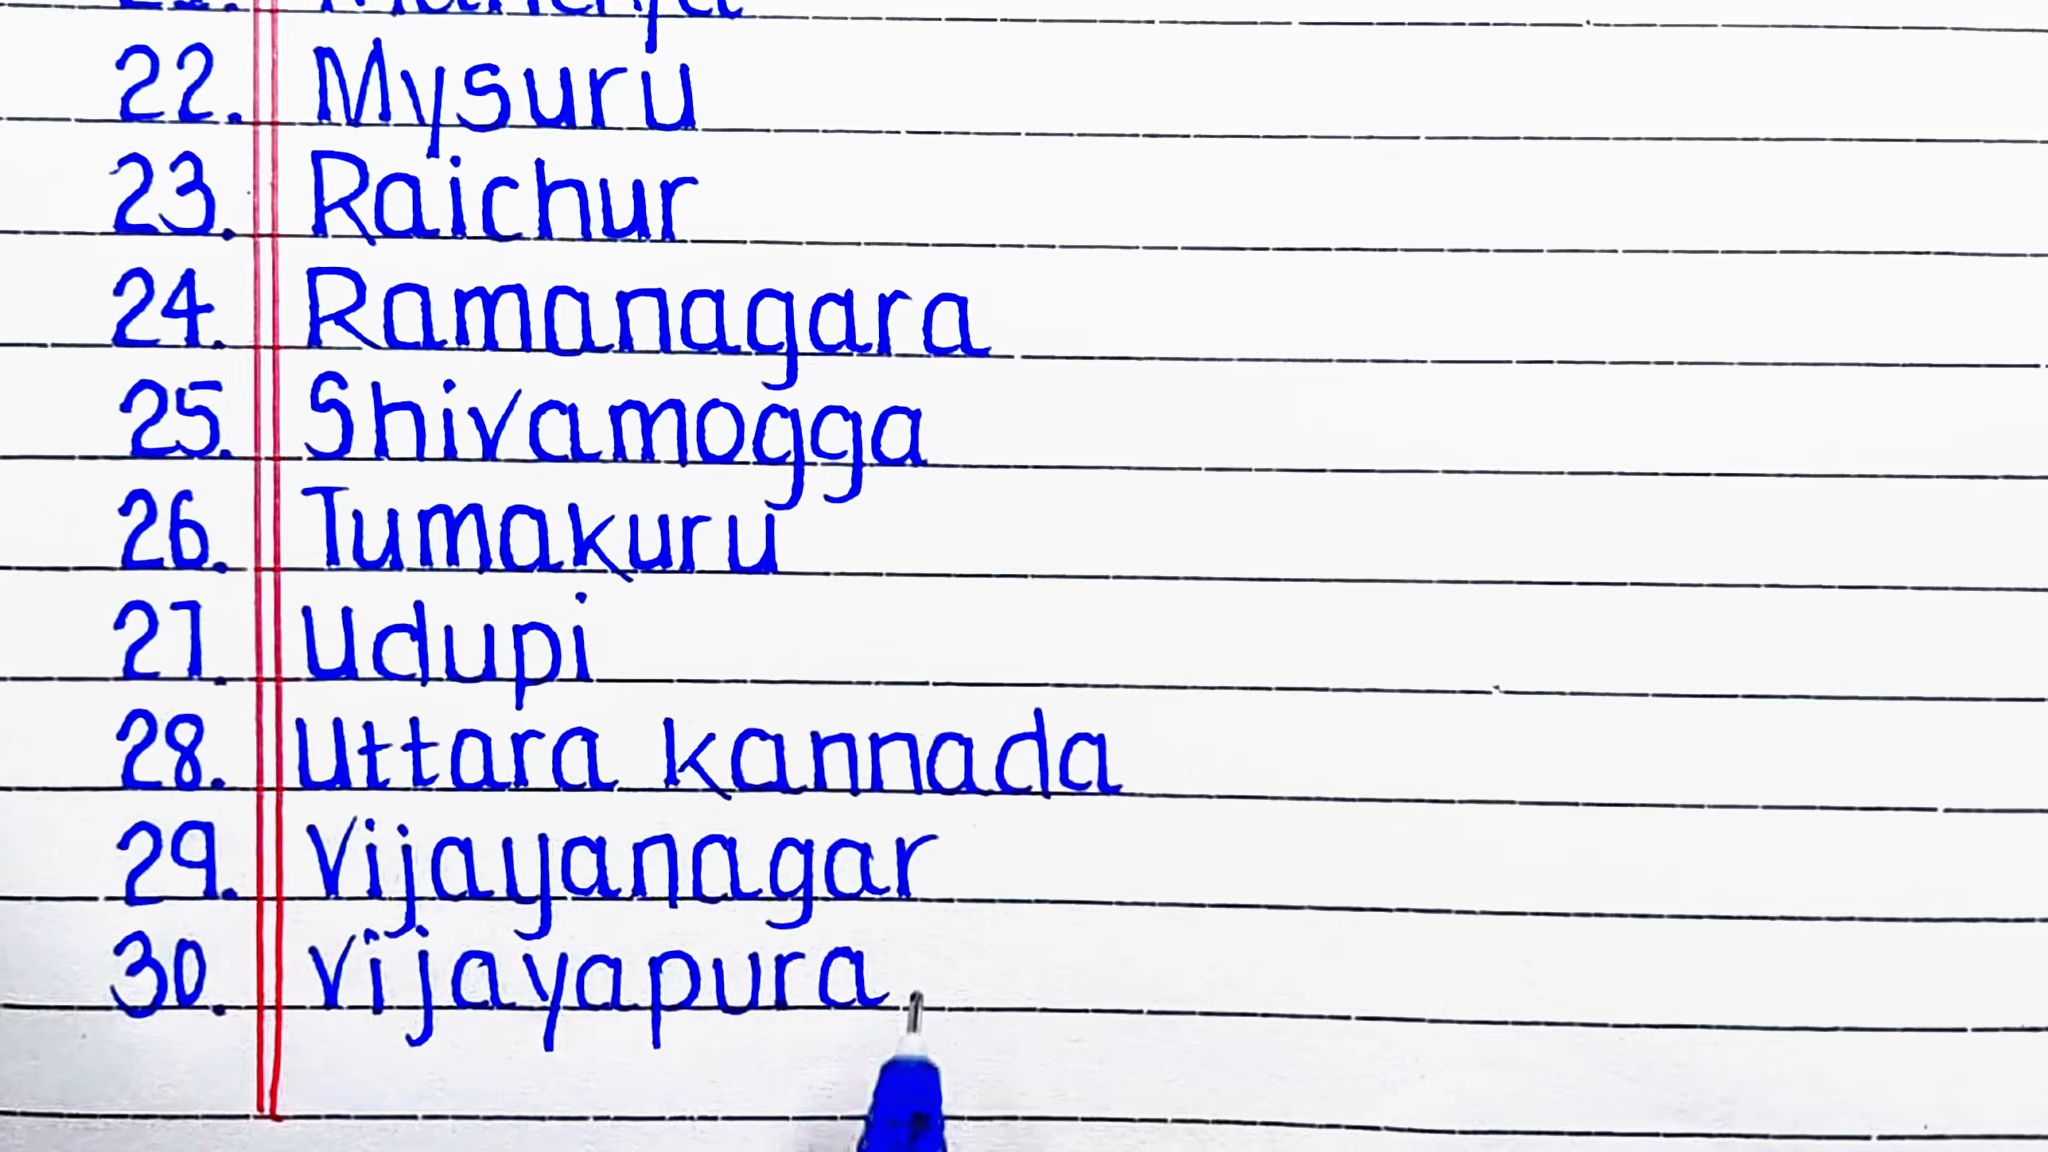 22. Mysuru
23. Raichur
24. Ramanagara
25. Shivamogga
26. Tumakuru
27. Udupi
28. Uttara kannada
29. Vijayanagar
30. Vijayapura